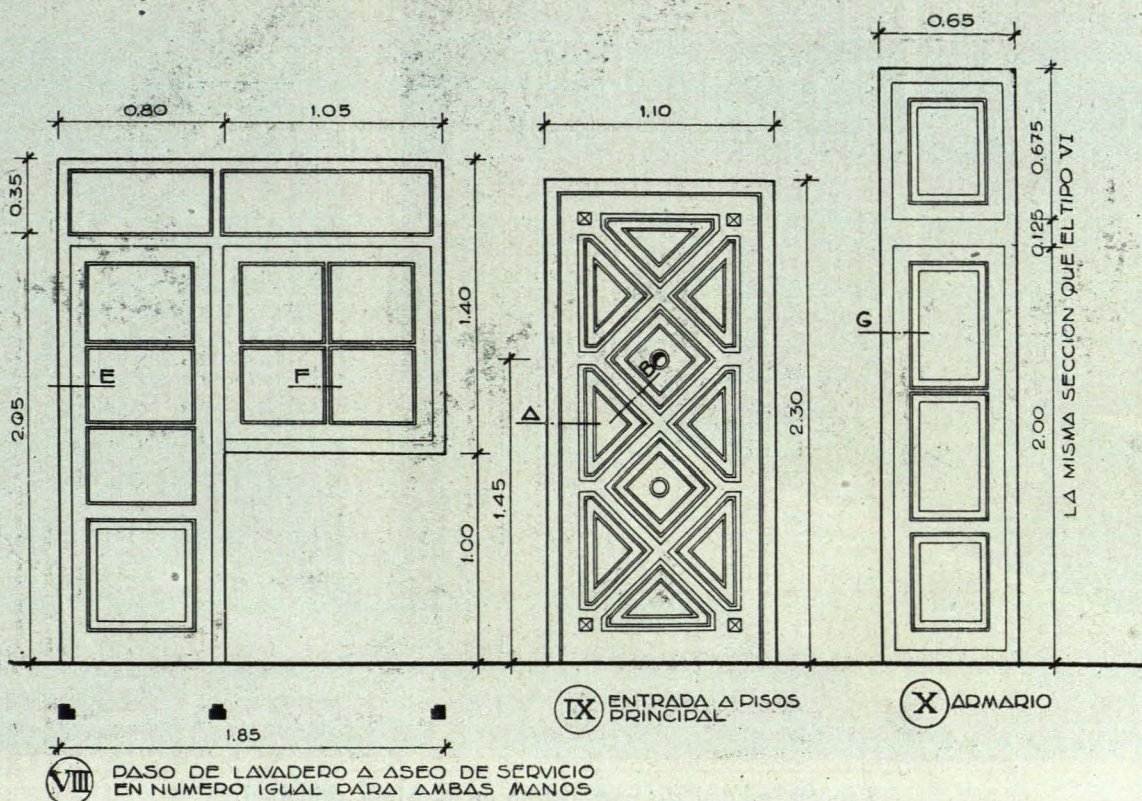 0.80
1.05
0.35
2.05
1.40
1.00
E
F
1.85
VIII
PASO DE LAVADERO A ASEO DE SERVICIO
EN NUMERO IGUAL PARA AMBAS MANOS
1.10
2.30
1.45
A
B
IX
ENTRADA A PISOS
PRINCIPAL
0.65
0.675
0.125
2.00
G
LA MISMA SECCION QUE EL TIPO VI
X
ARMARIO